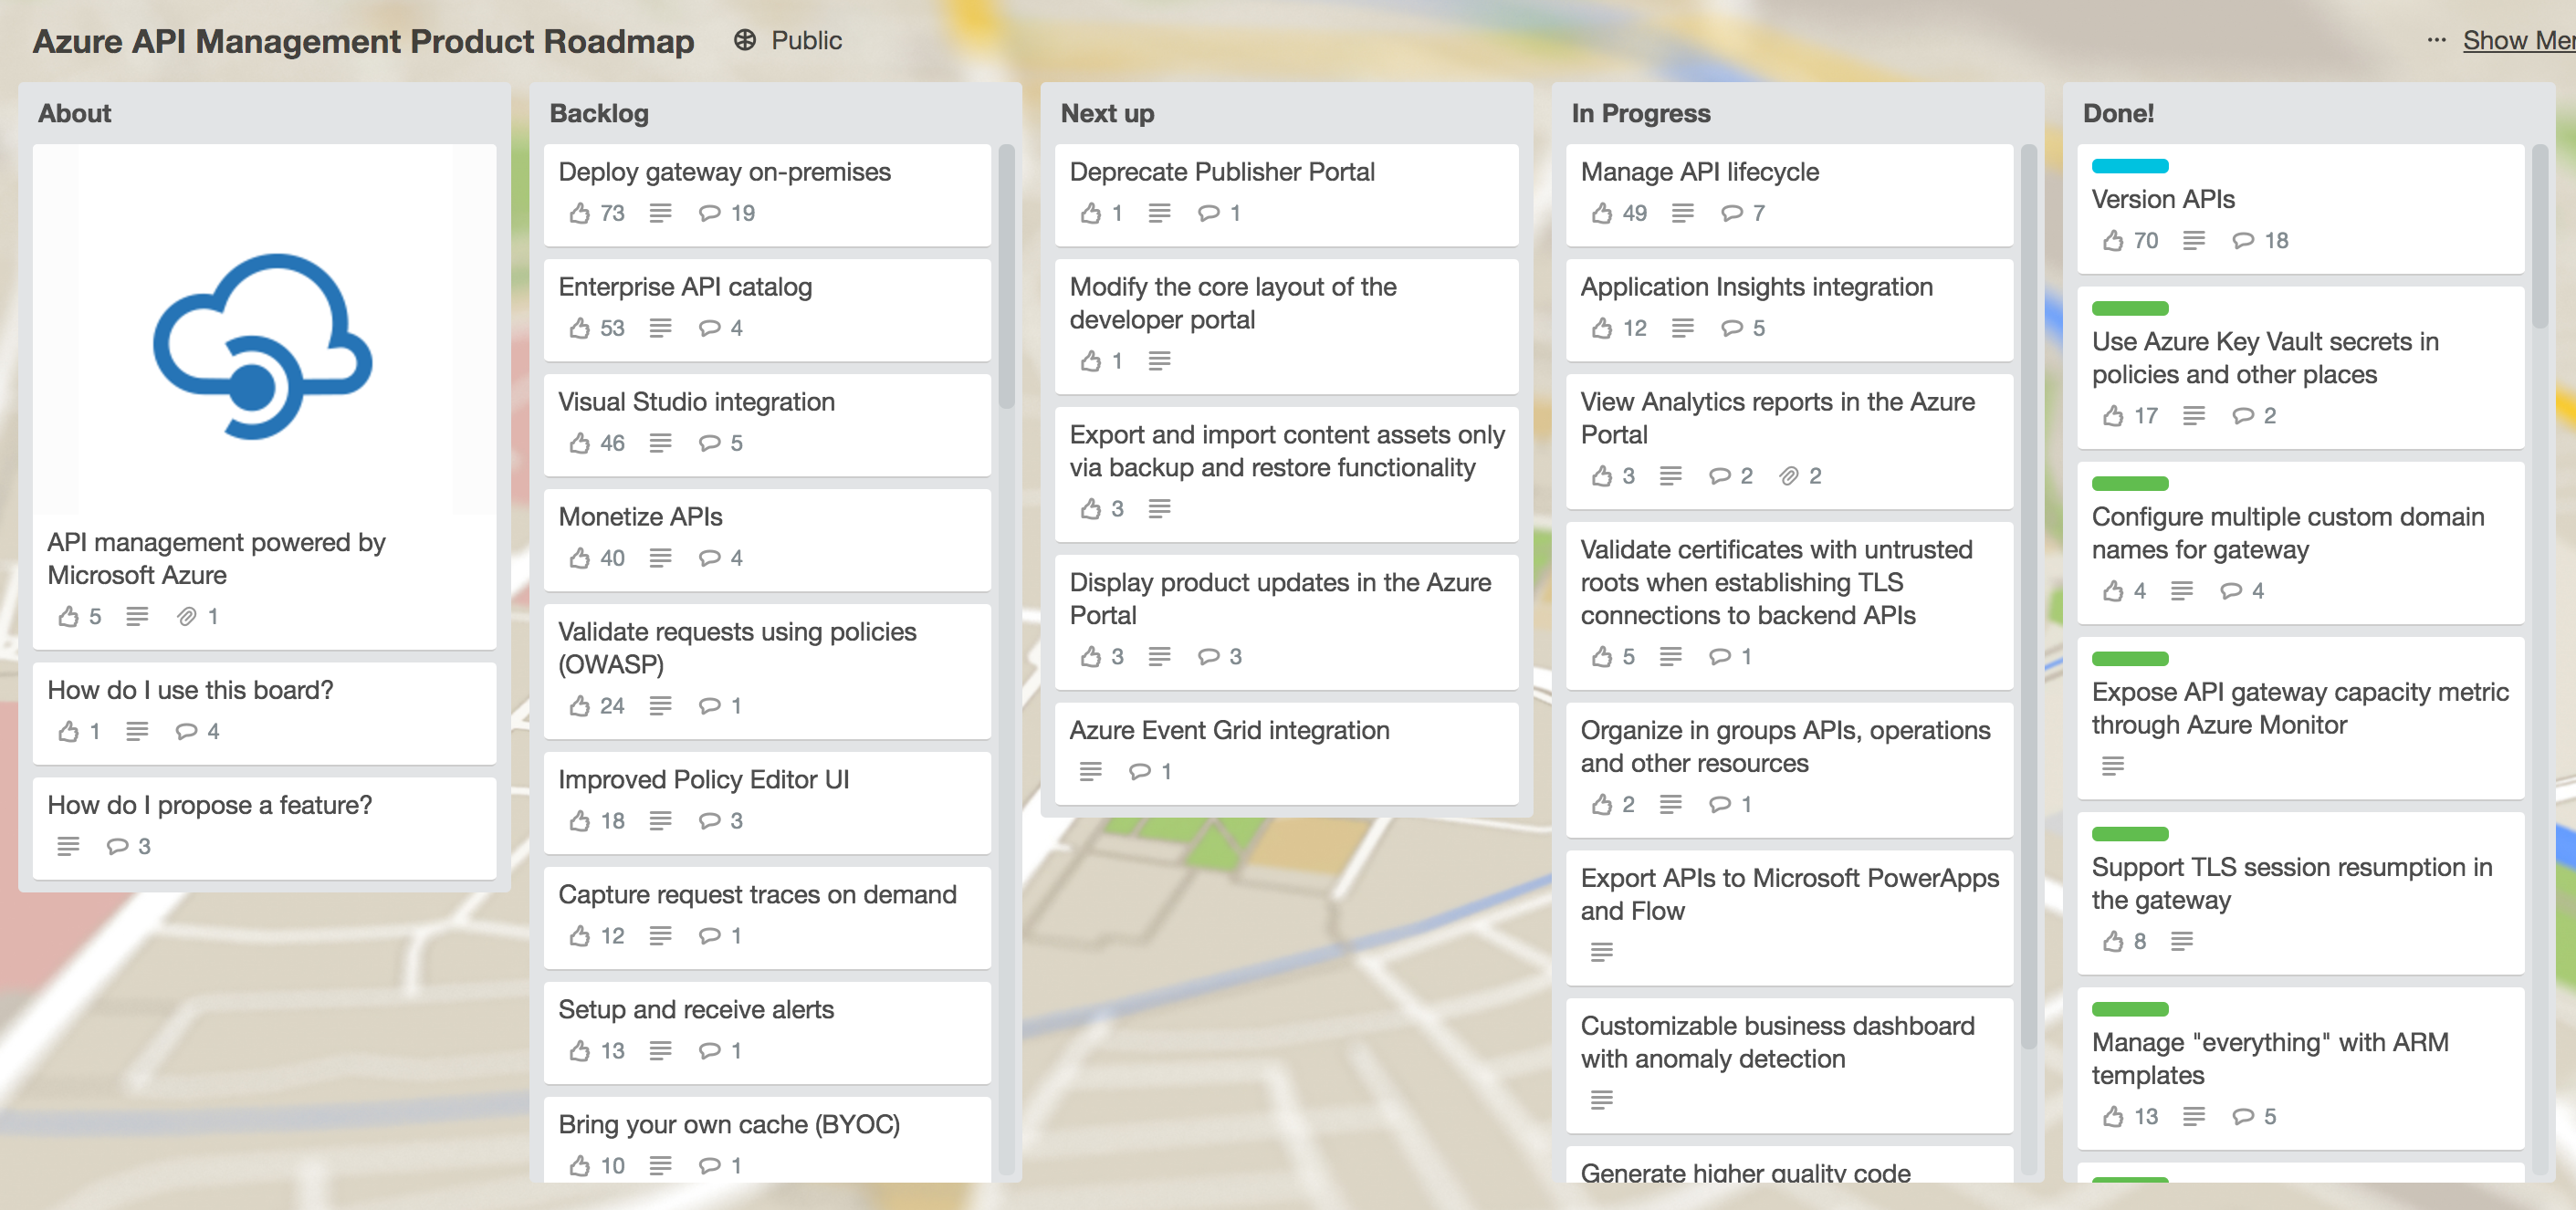 Azure API Management Product Roadmap
Public
... Show Me
About
API management powered by
Microsoft Azure
5 1
How do I use this board?
1 4
How do I propose a feature?
3
Backlog
Deploy gateway on-premises
73 19
Enterprise API catalog
53 4
Visual Studio integration
46 5
Monetize APIs
40 4
Validate requests using policies
(OWASP)
24 1
Improved Policy Editor UI
18 3
Capture request traces on demand
12 1
Setup and receive alerts
13 1
Bring your own cache (BYOC)
10 1
Next up
Deprecate Publisher Portal
1 1
Modify the core layout of the
developer portal
1
Export and import content assets only
via backup and restore functionality
3
Display product updates in the Azure
Portal
3 3
Azure Event Grid integration
1
In Progress
Manage API lifecycle
49 7
Application Insights integration
12 5
View Analytics reports in the Azure
Portal
3 2 2
Validate certificates with untrusted
roots when establishing TLS
connections to backend APIs
5 1
Organize in groups APIs, operations
and other resources
2 1
Export APIs to Microsoft PowerApps
and Flow
Customizable business dashboard
with anomaly detection
Generate higher quality code
Done!
Version APIs
70 18
Use Azure Key Vault secrets in
policies and other places
17 2
Configure multiple custom domain
names for gateway
4 4
Expose API gateway capacity metric
through Azure Monitor
Support TLS session resumption in
the gateway
8
Manage "everything" with ARM
templates
13 5